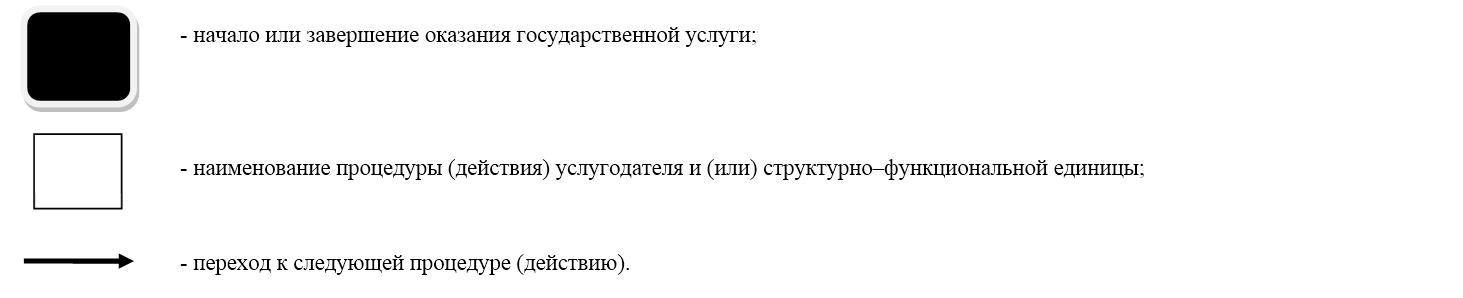 - начало или завершение оказания государственной услуги;
- наименование процедуры (действия) услугодателя и (или) структурно–функциональной единицы;
- переход к следующей процедуре (действию).